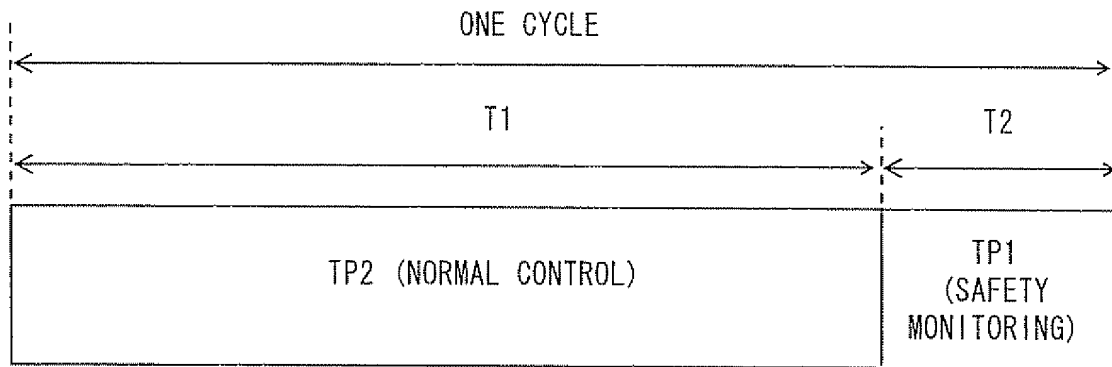 ONE CYCLE
T1
T2
TP2 (NORMAL CONTROL)
TP1
(SAFETY
MONITORING)